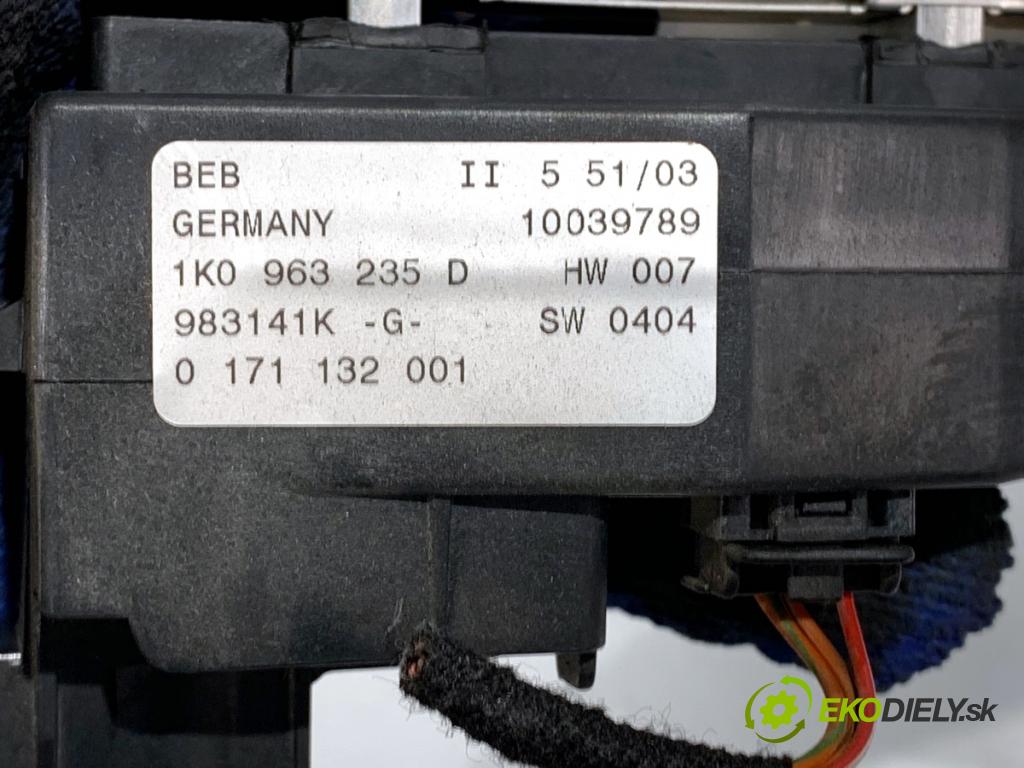 BEB II 5 51/03
GERMANY 10039789
1K0 963 235 D HW 007
983141K -G- SW 0404
0 171 132 001
EKODIELY.sk